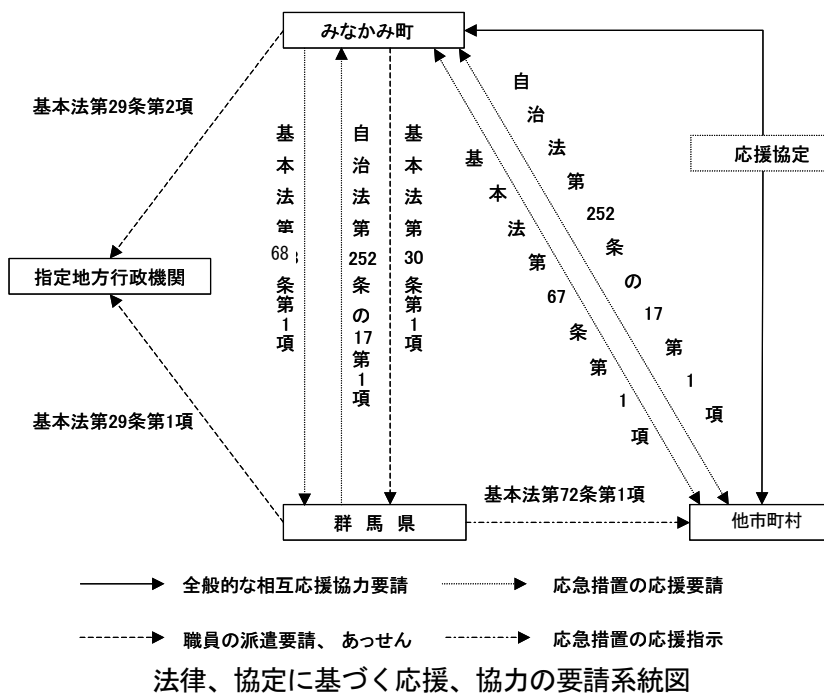 みなかみ町
基本法第29条第2項
基本法第68条第1項
自治法第252条の17第1項
基本法第30条第1項
基本法第67条第1項
自治法第252条の17第1項
応援協定
指定地方行政機関
基本法第29条第1項
群馬県
基本法第72条第1項
他市町村
全般的な相互応援協力要請
応急措置の応援要請
職員の派遣要請、あっせん
応急措置の応援指示
法律、協定に基づく応援、協力の要請系統図